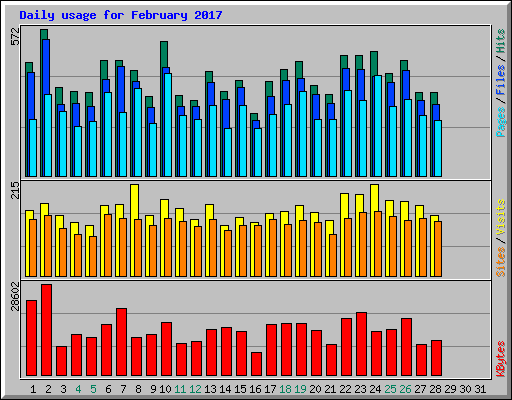 Daily usage for February 2017
572
Pages / Files / Hits
215
Sites / Visits
28602
KBytes
1 2 3 4 5 6 7 8 9 10 11 12 13 14 15 16 17 18 19 20 21 22 23 24 25 26 27 28 29 30 31